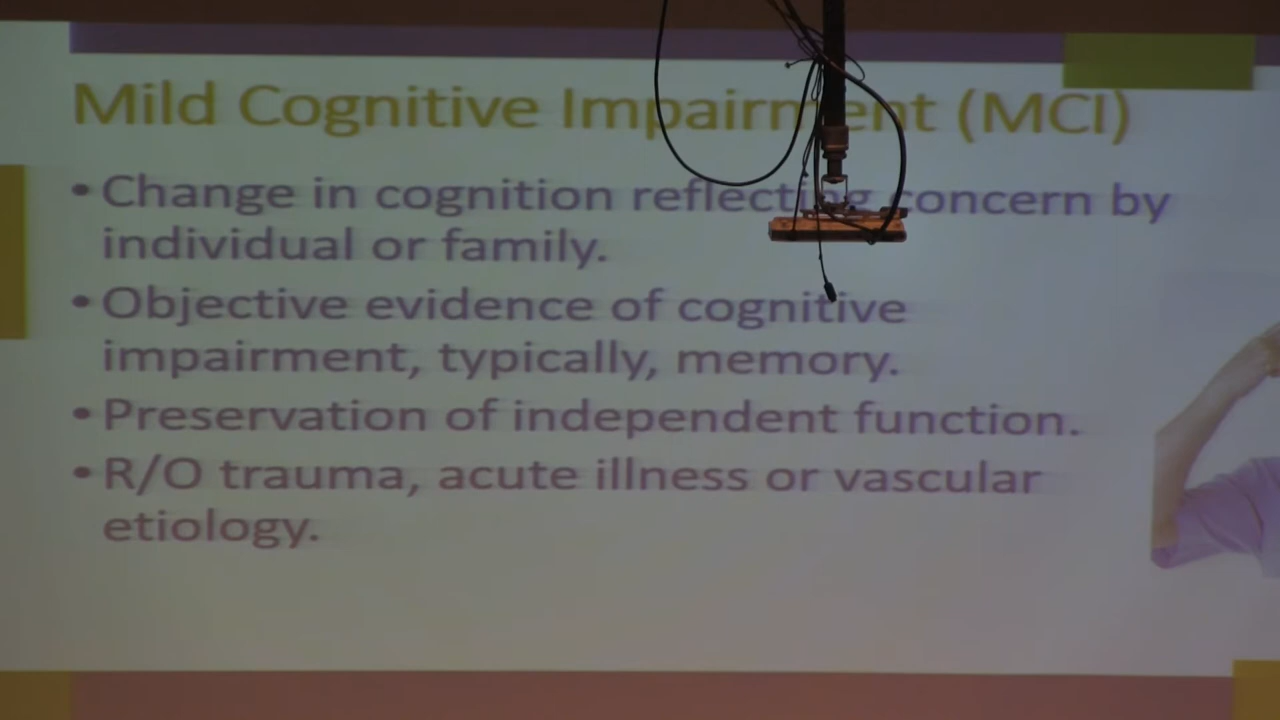 Mild Cognitive Impairment (MCI)
• Change in cognition reflecting concern by
individual or family.
• Objective evidence of cognitive
impairment, typically, memory.
• Preservation of independent function.
• R/O trauma, acute illness or vascular
etiology.